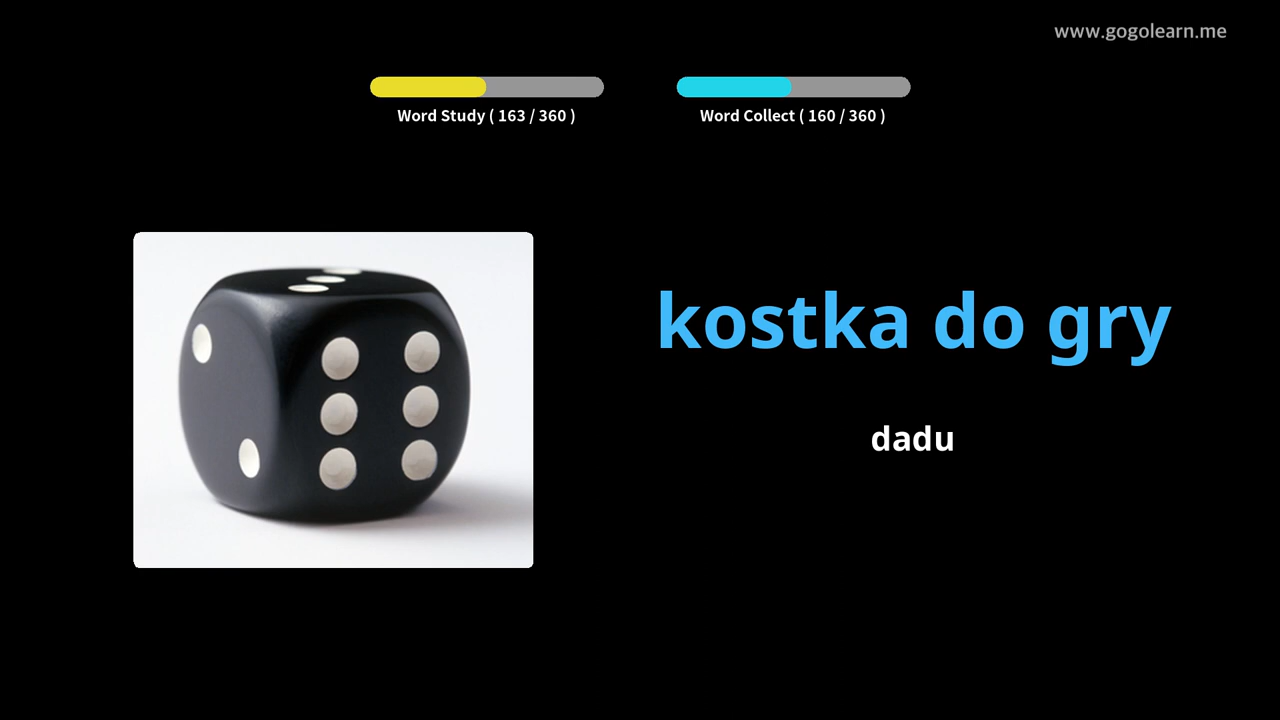 www.gogolearn.me
Word Study ( 163 / 360 )
Word Collect ( 160 / 360 )
kostka do gry
dadu